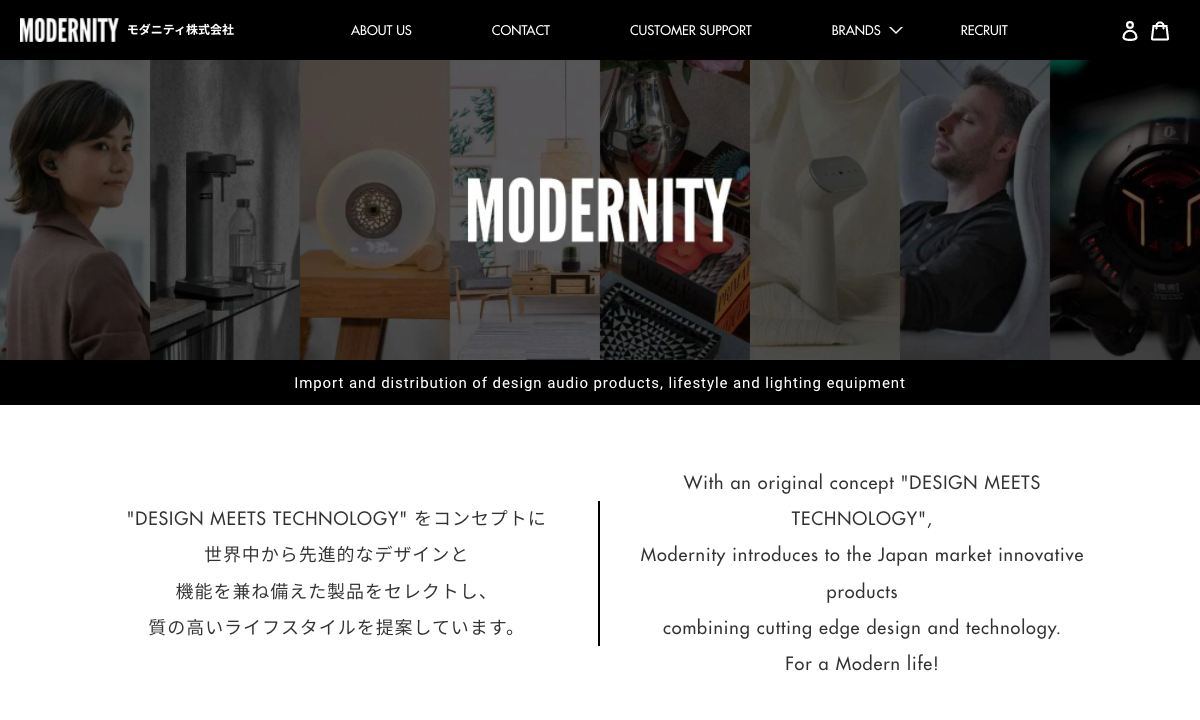 MODERNITY モダニティ株式会社 ABOUT US CONTACT CUSTOMER SUPPORT BRANDS RECRUIT
MODERNITY
Import and distribution of design audio products, lifestyle and lighting equipment
"DESIGN MEETS TECHNOLOGY" をコンセプトに
世界中から先進的なデザインと
機能を兼ね備えた製品をセレクトし、
質の高いライフスタイルを提案しています。
With an original concept "DESIGN MEETS
TECHNOLOGY",
Modernity introduces to the Japan market innovative
products
combining cutting edge design and technology.
For a Modern life!